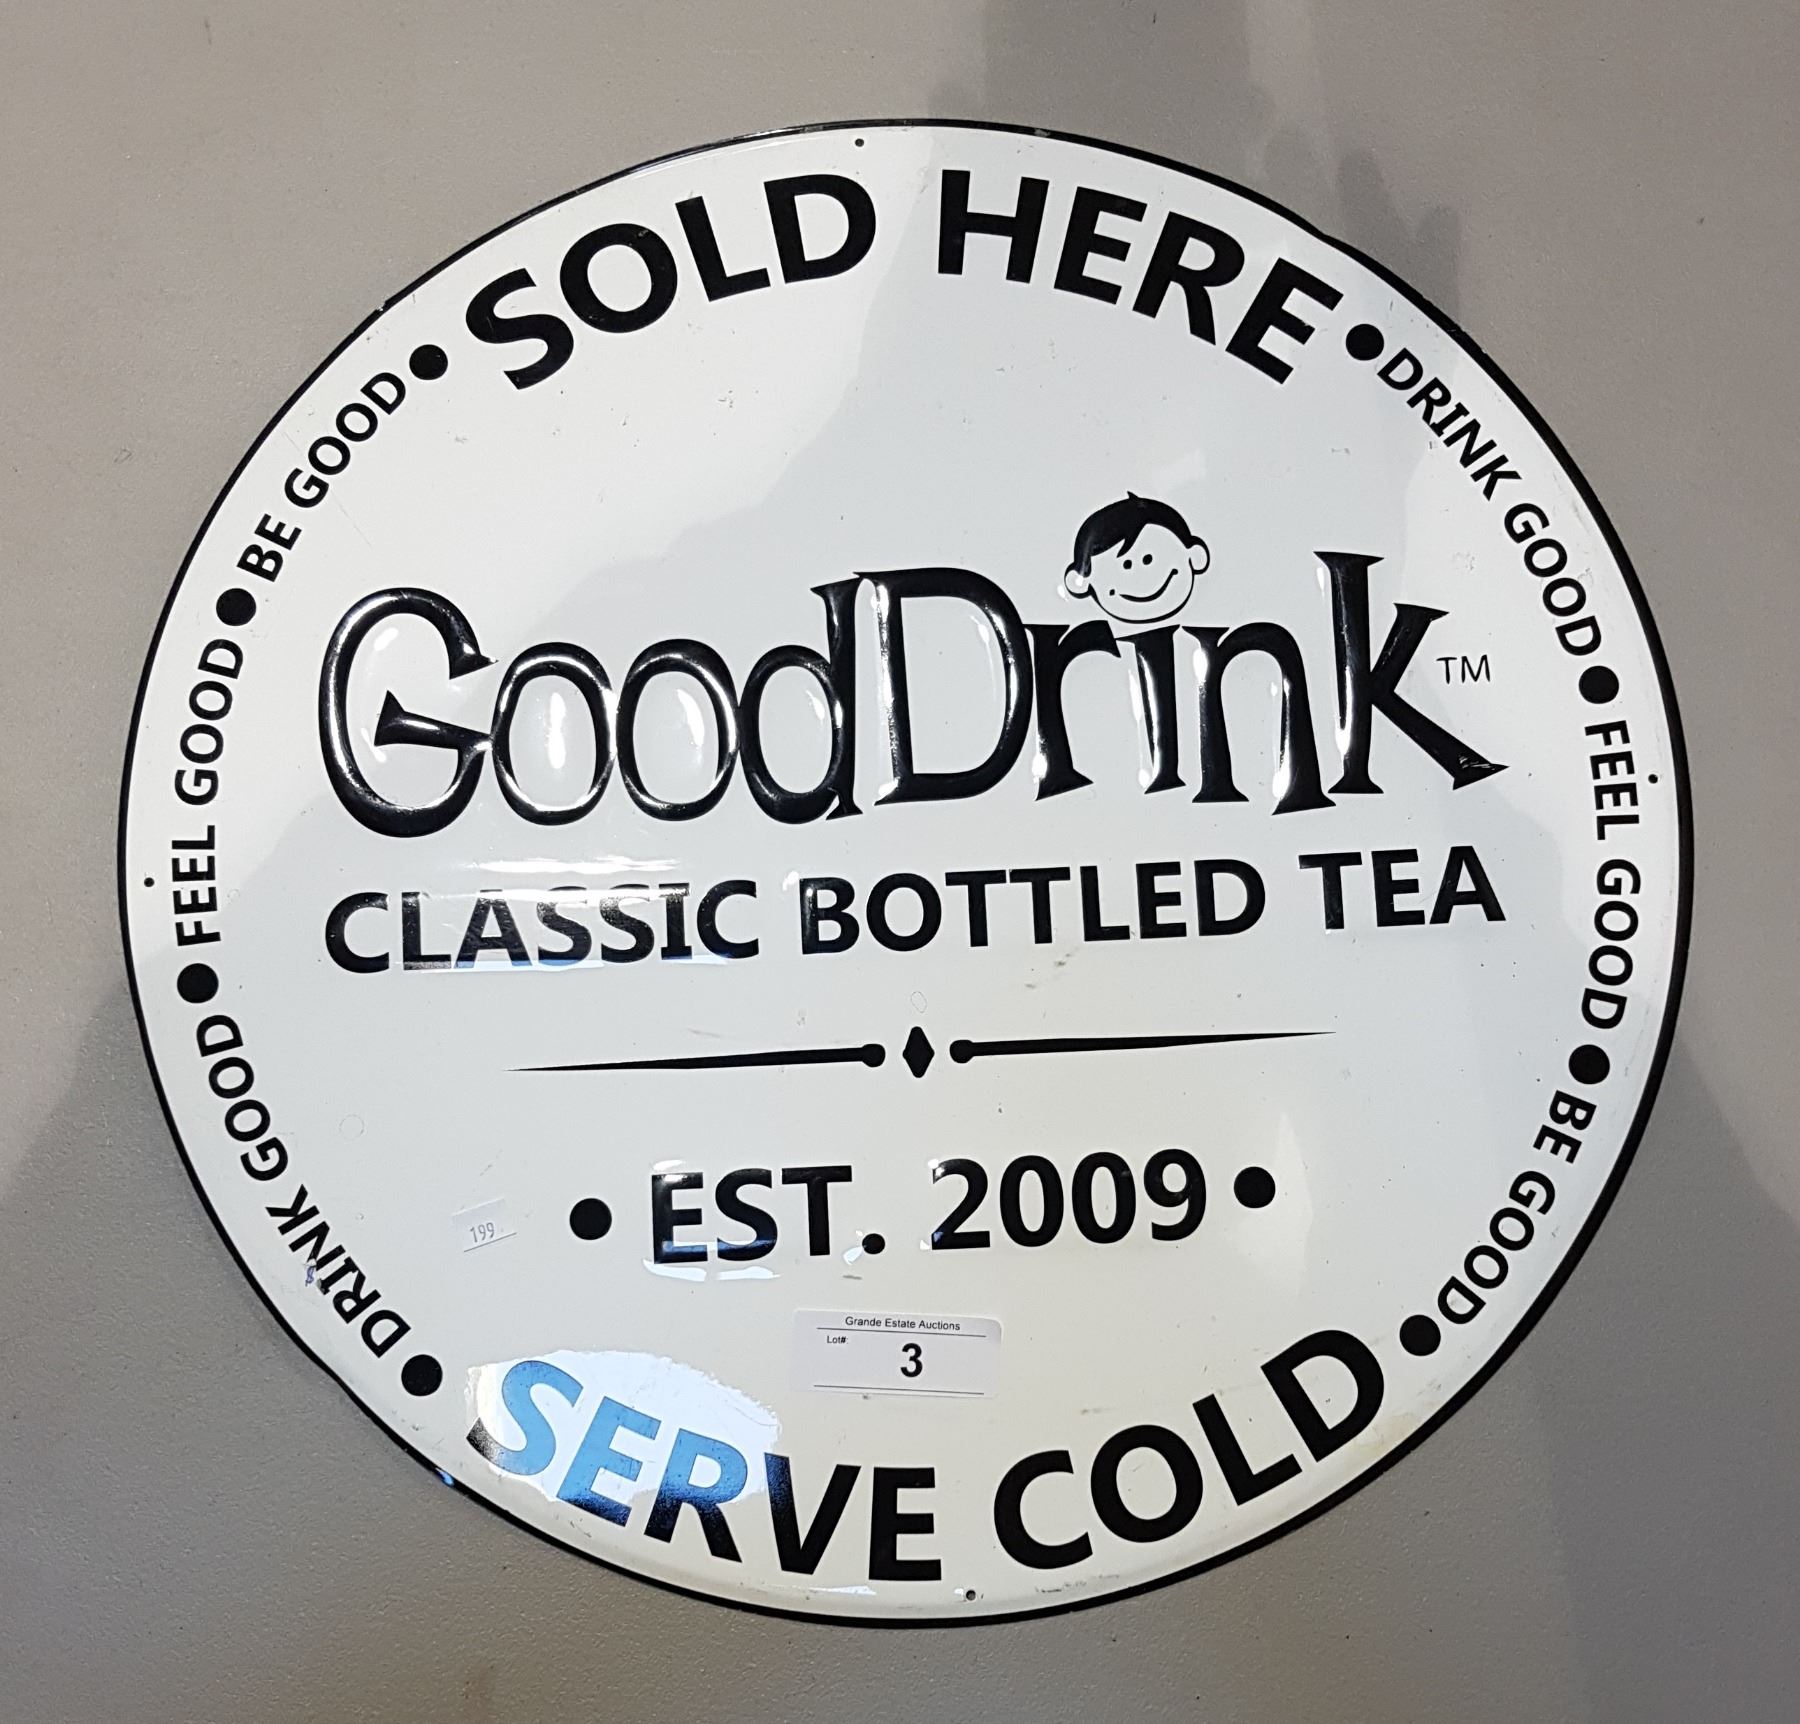 SOLD HERE
• DRINK GOOD • FEEL GOOD • BE GOOD •
GoodDrink™
CLASSIC BOTTLED TEA
• EST. 2009 •
199
Grande Estate Auctions
Lot#:
3
SERVE COLD
• DRINK GOOD • FEEL GOOD • BE GOOD •